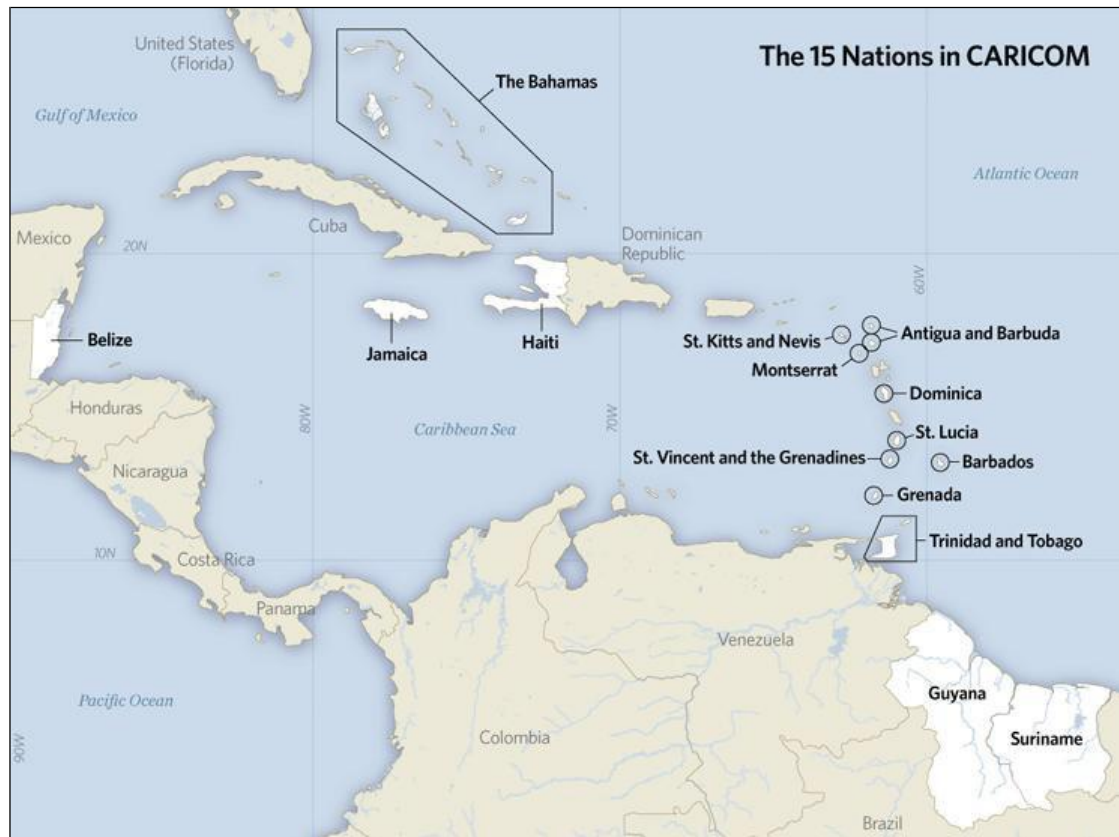 The 15 Nations in CARICOM
United States
(Florida)
The Bahamas
Gulf of Mexico
Atlantic Ocean
Mexico
Cuba
20N
Dominican
Republic
60W
Belize
Jamaica
Haiti
St. Kitts and Nevis
Antigua and Barbuda
Montserrat
Dominica
Honduras
80W
Caribbean Sea
70W
St. Lucia
St. Vincent and the Grenadines
Barbados
Nicaragua
Grenada
Trinidad and Tobago
10N
Costa Rica
Panama
Venezuela
Guyana
Pacific Ocean
Colombia
Suriname
90W
Brazil